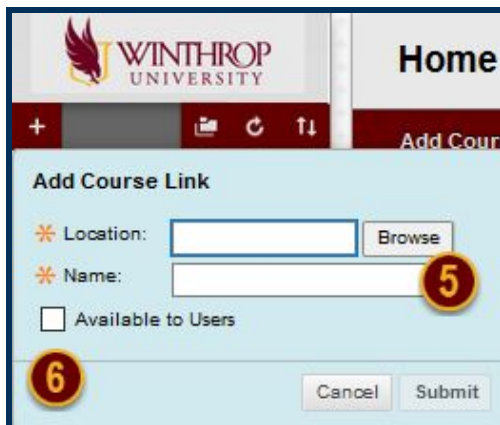 WINTHROP
UNIVERSITY
Home
+
Add Cour
Add Course Link
* Location:
Browse
* Name:
5
Available to Users
6
Cancel
Submit